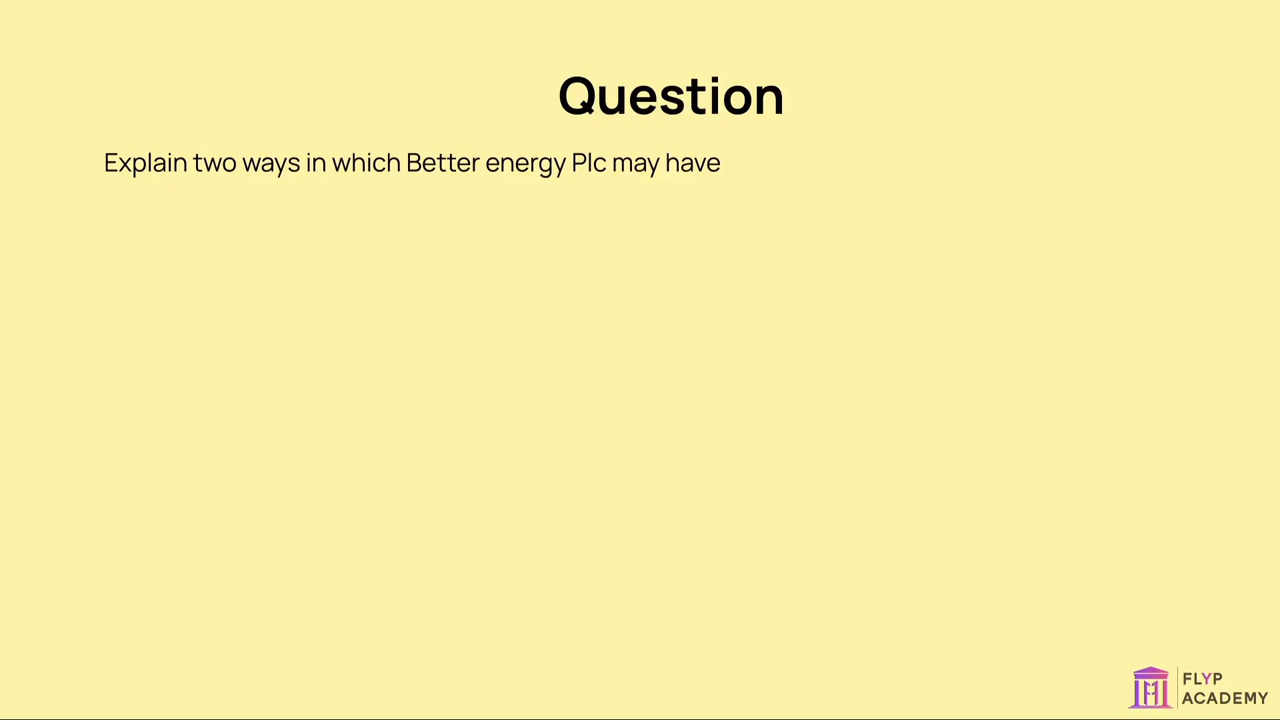 Question
Explain two ways in which Better energy Plc may have
FLYP
ACADEMY